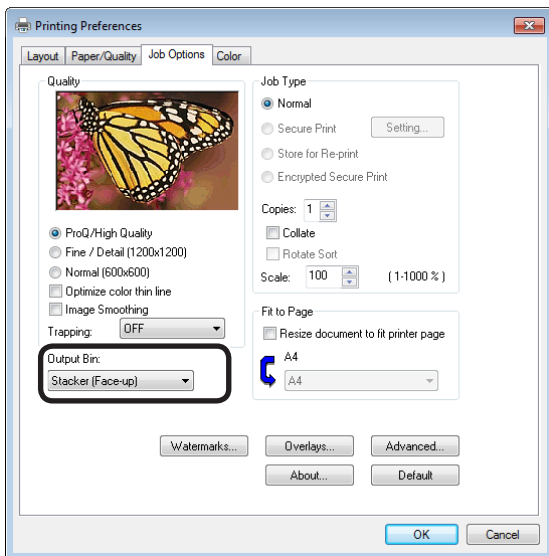 Printing Preferences
Layout Paper/Quality Job Options Color
Quality
ProQ/High Quality
Fine / Detail (1200x1200)
Normal (600x600)
Optimize color thin line
Image Smoothing
Trapping: OFF
Output Bin:
Stacker (Face-up)
Job Type
Normal
Secure Print Setting...
Store for Re-print
Encrypted Secure Print
Copies: 1
Collate
Rotate Sort
Scale: 100 (1-1000 %)
Fit to Page
Resize document to fit printer page
A4
A4
Watermarks... Overlays... Advanced...
About... Default
OK Cancel